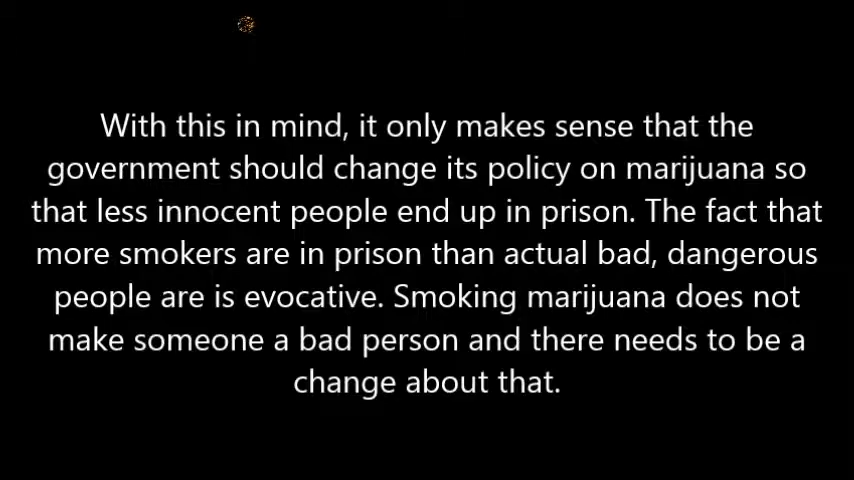 With this in mind, it only makes sense that the
government should change its policy on marijuana so
that less innocent people end up in prison. The fact that
more smokers are in prison than actual bad, dangerous
people are is evocative. Smoking marijuana does not
make someone a bad person and there needs to be a
change about that.